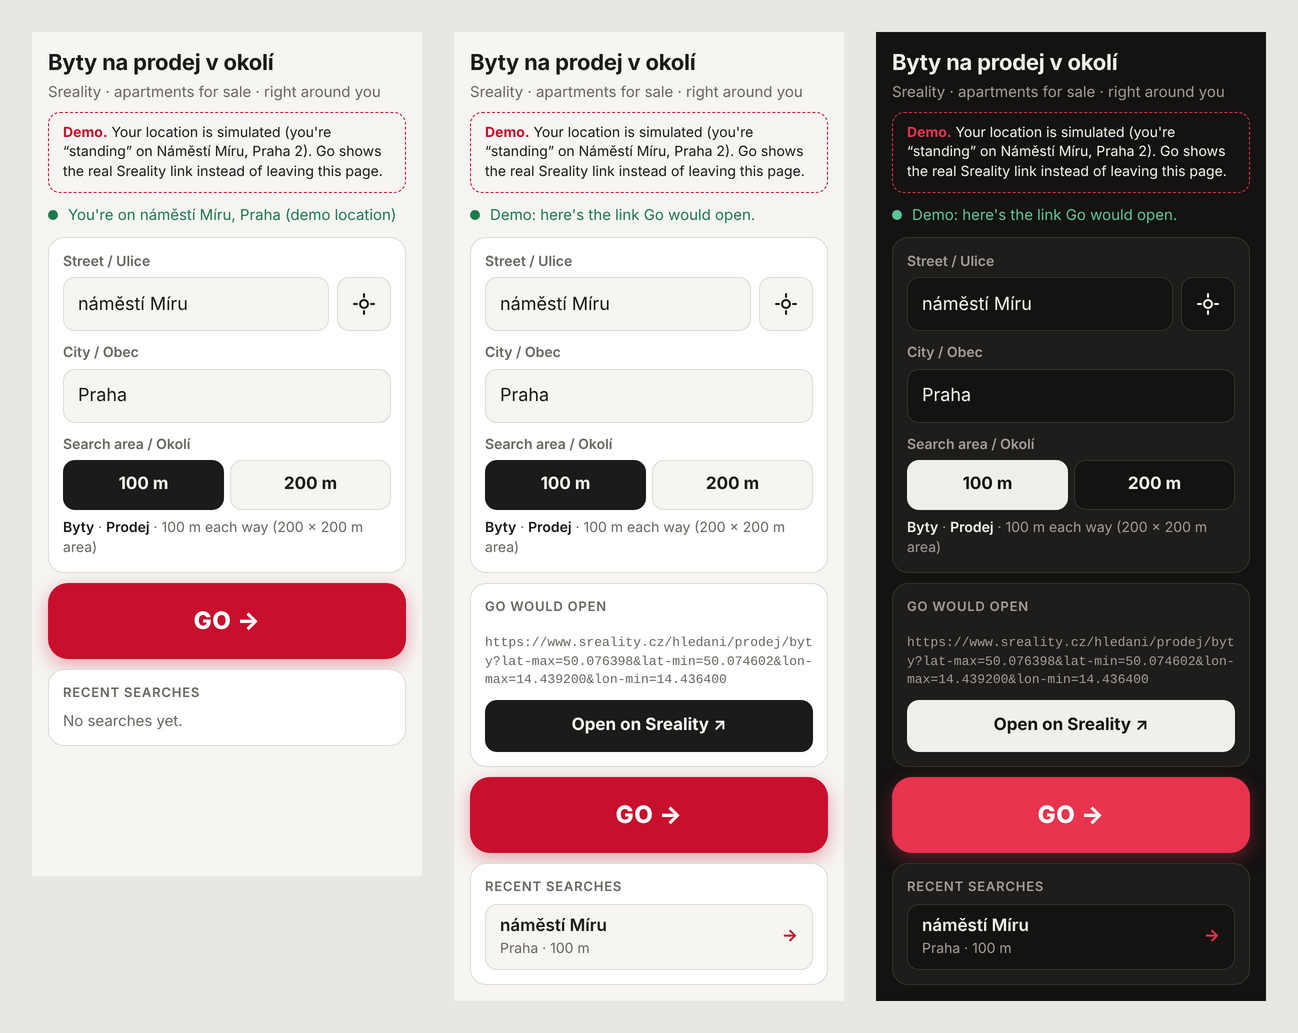 Byty na prodej v okolí
Sreality · apartments for sale · right around you
Demo. Your location is simulated (you're
“standing” on Náměstí Míru, Praha 2). Go shows
the real Sreality link instead of leaving this page.
You're on náměstí Míru, Praha (demo location)
Street / Ulice
náměstí Míru
City / Obec
Praha
Search area / Okolí
100 m
200 m
Byty · Prodej · 100 m each way (200 × 200 m
area)
GO →
RECENT SEARCHES
No searches yet.
Byty na prodej v okolí
Sreality · apartments for sale · right around you
Demo. Your location is simulated (you're
“standing” on Náměstí Míru, Praha 2). Go shows
the real Sreality link instead of leaving this page.
Demo: here's the link Go would open.
Street / Ulice
náměstí Míru
City / Obec
Praha
Search area / Okolí
100 m
200 m
Byty · Prodej · 100 m each way (200 × 200 m
area)
GO WOULD OPEN
https://www.sreality.cz/hledani/prodej/byt
y?lat-max=50.076398&lat-min=50.074602&lon-
max=14.439200&lon-min=14.436400
Open on Sreality ↗
GO →
RECENT SEARCHES
náměstí Míru
Praha · 100 m
→
Byty na prodej v okolí
Sreality · apartments for sale · right around you
Demo. Your location is simulated (you're
“standing” on Náměstí Míru, Praha 2). Go shows
the real Sreality link instead of leaving this page.
Demo: here's the link Go would open.
Street / Ulice
náměstí Míru
City / Obec
Praha
Search area / Okolí
100 m
200 m
Byty · Prodej · 100 m each way (200 × 200 m
area)
GO WOULD OPEN
https://www.sreality.cz/hledani/prodej/byt
y?lat-max=50.076398&lat-min=50.074602&lon-
max=14.439200&lon-min=14.436400
Open on Sreality ↗
GO →
RECENT SEARCHES
náměstí Míru
Praha · 100 m
→